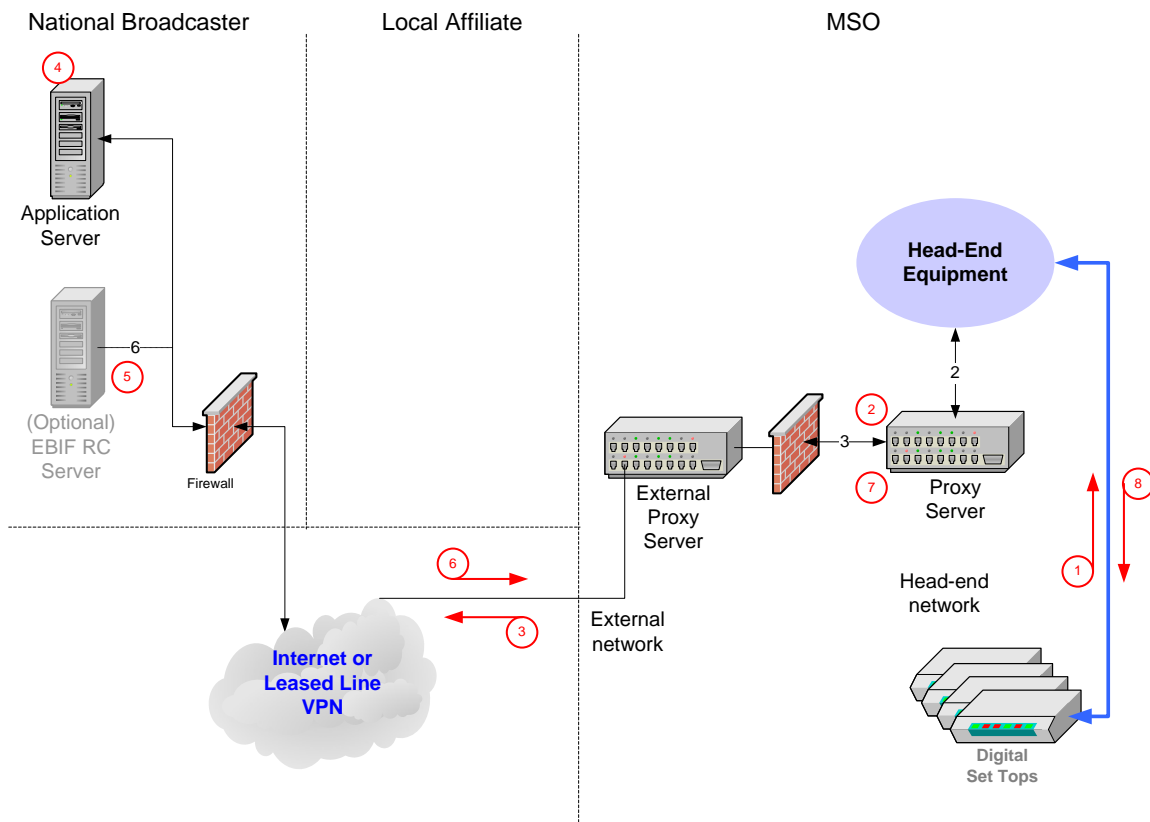 National Broadcaster
Local Affiliate
MSO
4
Application
Server
6
5
(Optional)
EBIF RC
Server
Firewall
Head-End
Equipment
2
2
3
7
External
Proxy
Server
Proxy
Server
1
8
6
3
External
network
Head-end
network
Internet or
Leased Line
VPN
Digital
Set Tops